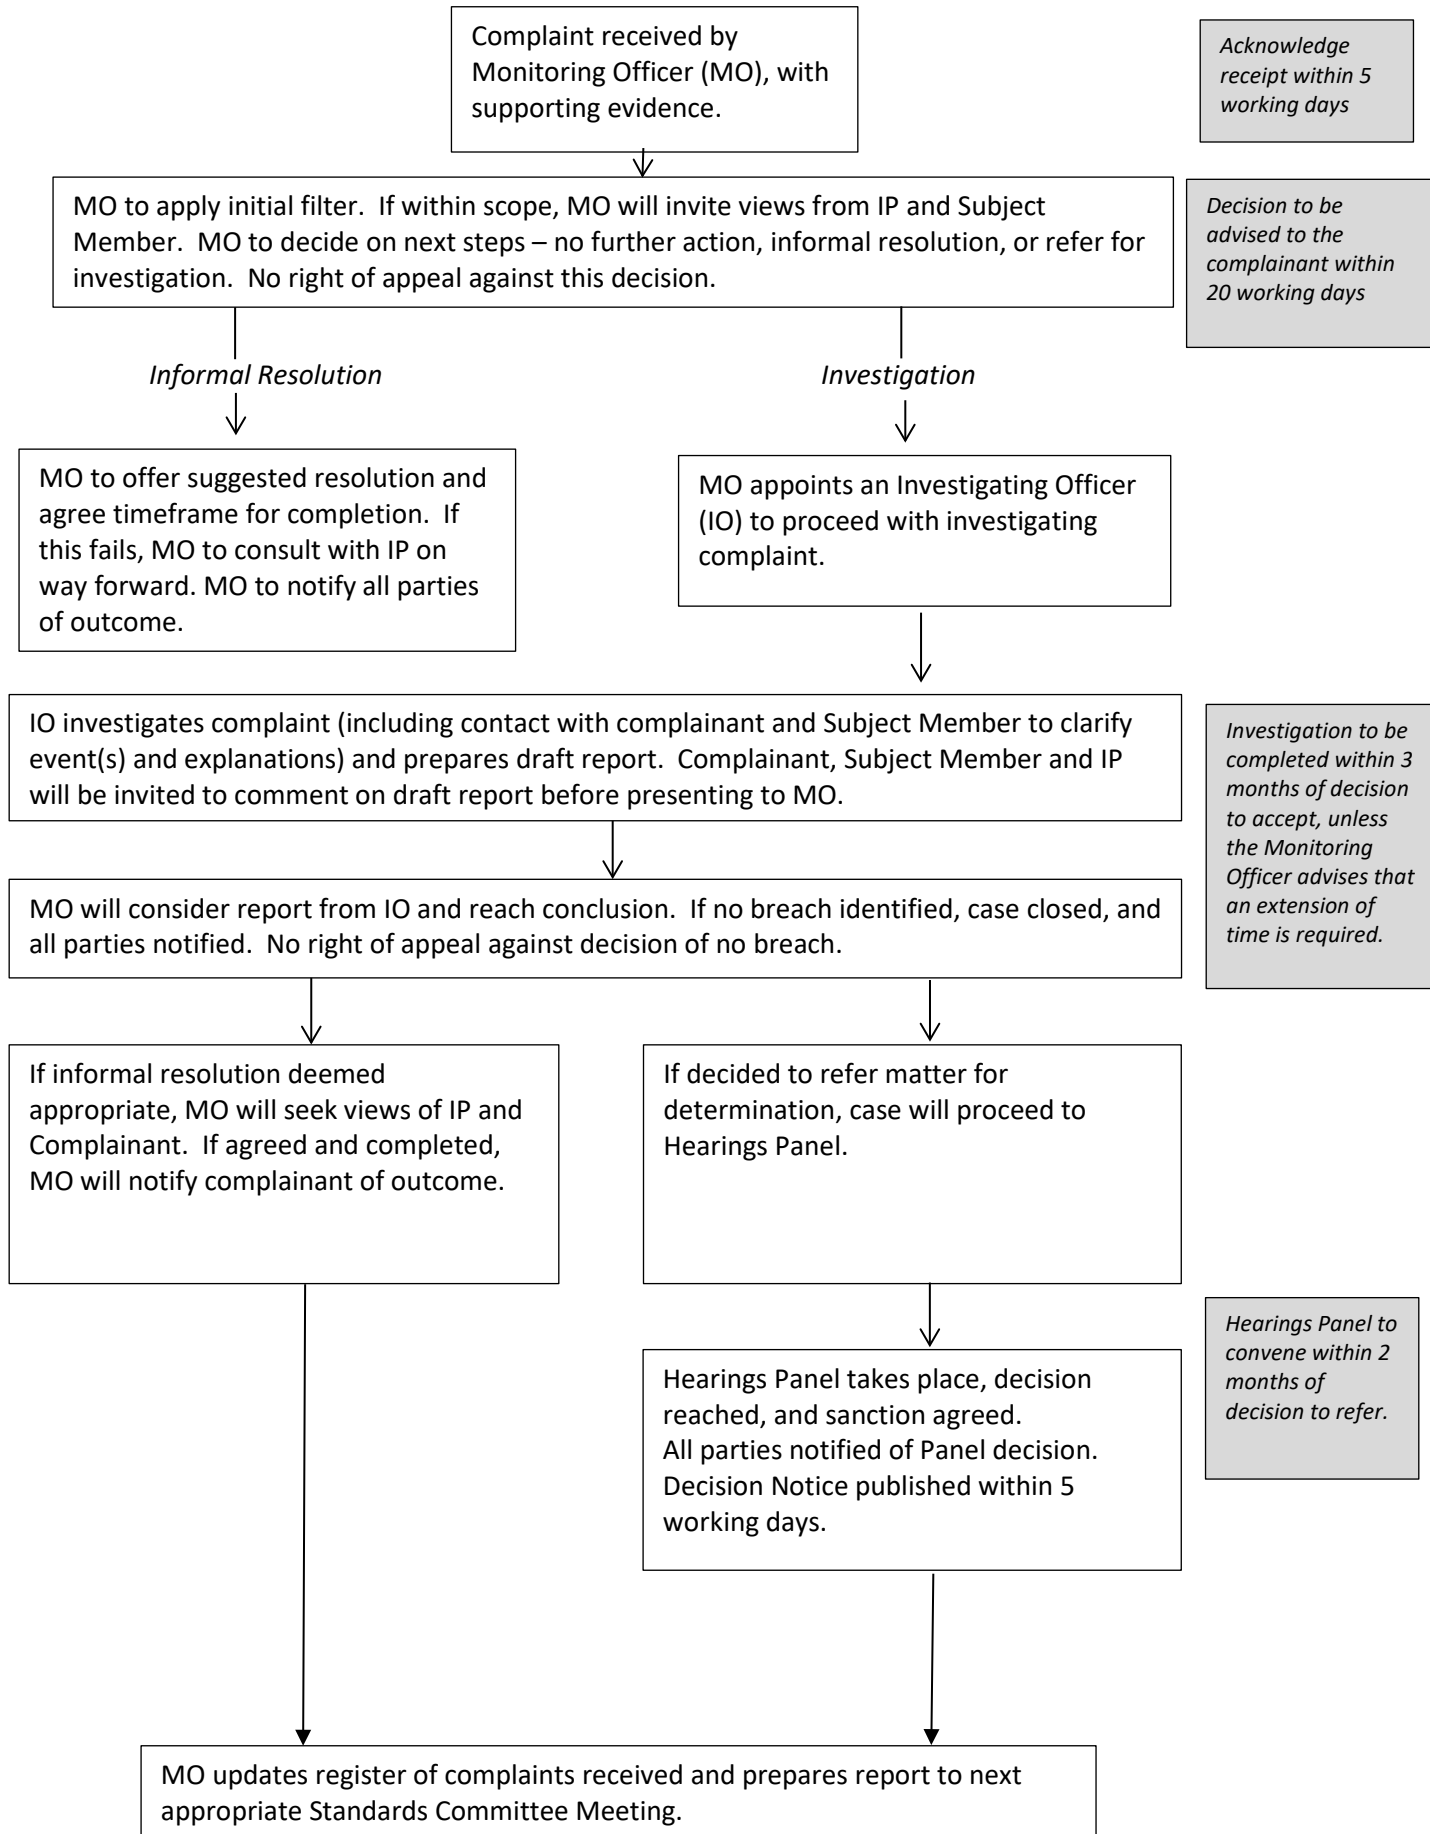 Complaint received by
Monitoring Officer (MO), with
supporting evidence.
Acknowledge
receipt within 5
working days
MO to apply initial filter.  If within scope, MO will invite views from IP and Subject
Member.  MO to decide on next steps – no further action, informal resolution, or refer for
investigation.  No right of appeal against this decision.
Decision to be
advised to the
complainant within
20 working days
Informal Resolution
Investigation
MO to offer suggested resolution and
agree timeframe for completion.  If
this fails, MO to consult with IP on
way forward. MO to notify all parties
of outcome.
MO appoints an Investigating Officer
(IO) to proceed with investigating
complaint.
IO investigates complaint (including contact with complainant and Subject Member to clarify
event(s) and explanations) and prepares draft report.  Complainant, Subject Member and IP
will be invited to comment on draft report before presenting to MO.
Investigation to be
completed within 3
months of decision
to accept, unless
the Monitoring
Officer advises that
an extension of
time is required.
MO will consider report from IO and reach conclusion.  If no breach identified, case closed, and
all parties notified.  No right of appeal against decision of no breach.
If informal resolution deemed
appropriate, MO will seek views of IP and
Complainant.  If agreed and completed,
MO will notify complainant of outcome.
If decided to refer matter for
determination, case will proceed to
Hearings Panel.
Hearings Panel to
convene within 2
months of
decision to refer.
Hearings Panel takes place, decision
reached, and sanction agreed.
All parties notified of Panel decision.
Decision Notice published within 5
working days.
MO updates register of complaints received and prepares report to next
appropriate Standards Committee Meeting.